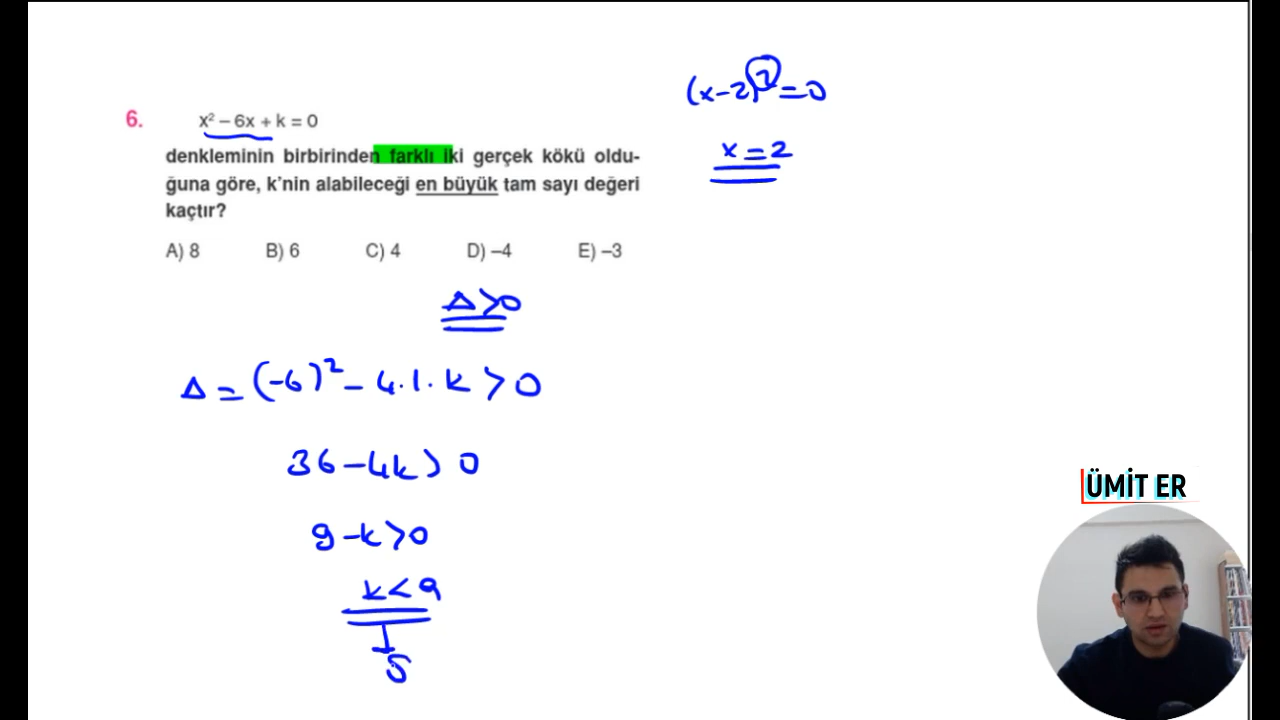 6. x² – 6x + k = 0
denkleminin birbirinden farklı iki gerçek kökü oldu-
ğuna göre, k'nin alabileceği en büyük tam sayı değeri
kaçtır?
A) 8 B) 6 C) 4 D) –4 E) –3
(x-2)²=0
x=2
Δ>0
Δ = (-6)² - 4.1.k > 0
36-4k > 0
9-k>0
k<9
ÜMİT ER